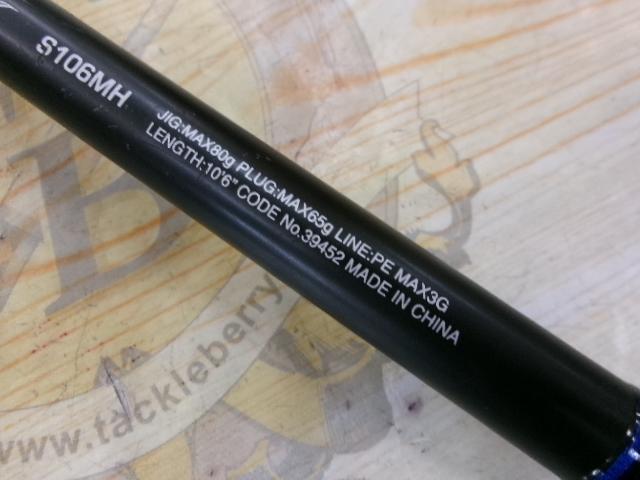 S106MH
JIG:MAX80g PLUG:MAX65g LINE:PE MAX3G
LENGTH:10'6" CODE No.39452 MADE IN CHINA
www.tackleberry